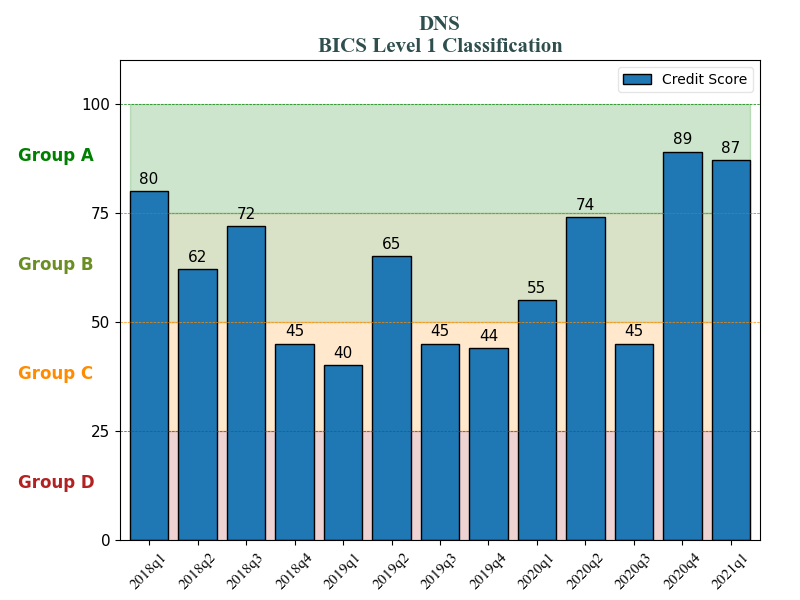 DNS
BICS Level 1 Classification
Credit Score
100
Group A
75
Group B
50
Group C
25
Group D
0
80
62
72
45
40
65
45
44
55
74
45
89
87
2018q1
2018q2
2018q3
2018q4
2019q1
2019q2
2019q3
2019q4
2020q1
2020q2
2020q3
2020q4
2021q1